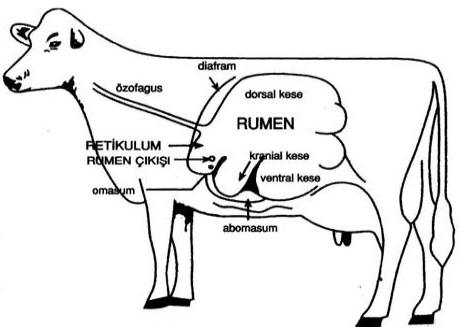 diafram
özofagus
dorsal kese
RUMEN
RETİKULUM
RUMEN ÇIKIŞI
kranial kese
ventral kese
omasum
abomasum